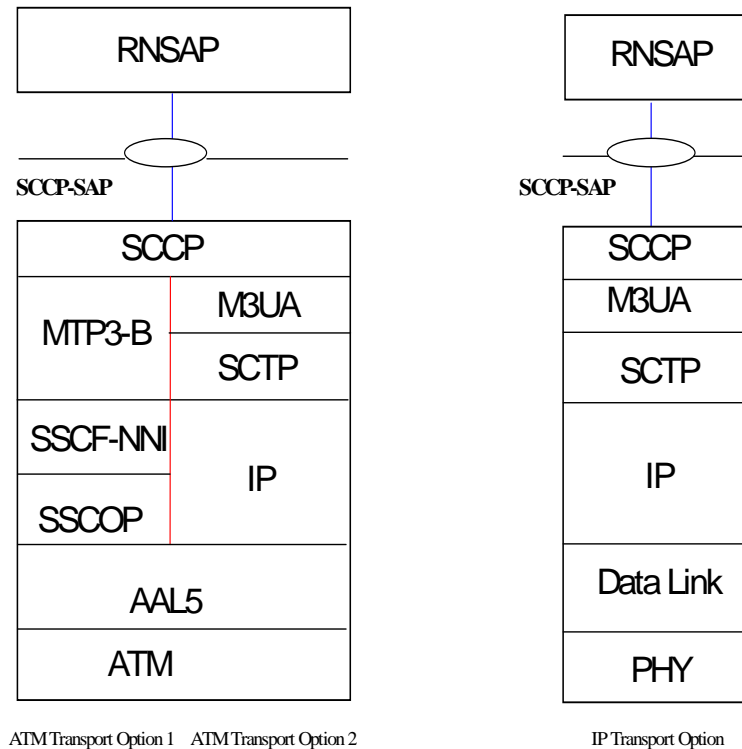 RNSAP
SCCP-SAP
SCCP
MTP3-B
M3UA
SCTP
SSCF-NNI
IP
SSCOP
AAL5
ATM
ATM Transport Option 1
ATM Transport Option 2
RNSAP
SCCP-SAP
SCCP
M3UA
SCTP
IP
Data Link
PHY
IP Transport Option